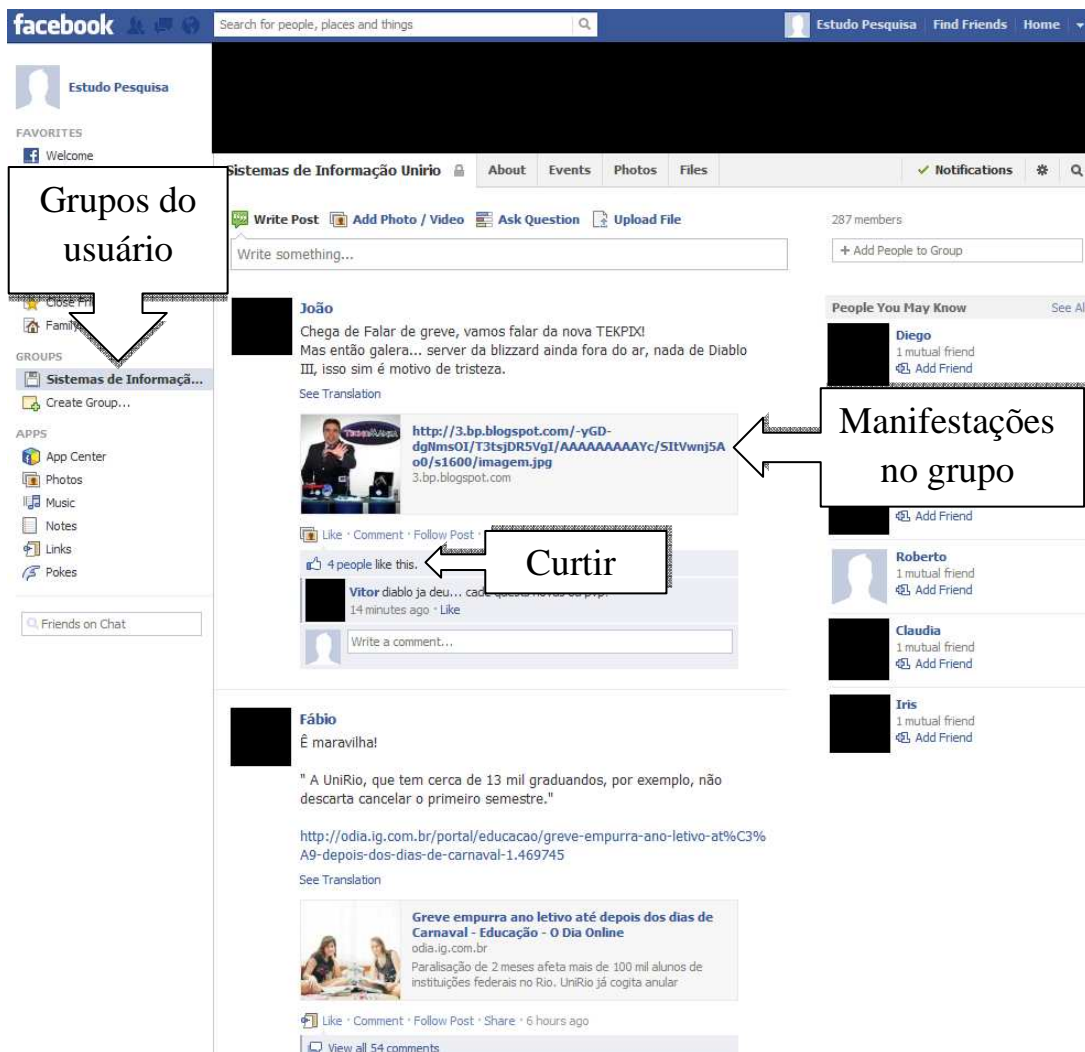 facebook
Search for people, places and things
Estudo Pesquisa Find Friends Home
Estudo Pesquisa
FAVORITES
Welcome
Grupos do
usuário
Close
Family
GROUPS
Sistemas de Informaçã...
Create Group...
APPS
App Center
Photos
Music
Notes
Links
Pokes
Friends on Chat
Sistemas de Informação Unirio About Events Photos Files Notifications
Write Post Add Photo / Video Ask Question Upload File
Write something...
João
Chega de Falar de greve, vamos falar da nova TEKPIX!
Mas então galera... server da blizzard ainda fora do ar, nada de Diablo
III, isso sim é motivo de tristeza.
See Translation
http://3.bp.blogspot.com/-yGD-
dgNmsOI/T3tsjDR5VgI/AAAAAAAAAYc/SItVwnj5A
o0/s1600/imagem.jpg
3.bp.blogspot.com
Like · Comment · Follow Post ·
4 people like this.
Curtir
Vitor diablo ja deu...
14 minutes ago · Like
Write a comment...
Fábio
Ê maravilha!
" A UniRio, que tem cerca de 13 mil graduandos, por exemplo, não
descarta cancelar o primeiro semestre."
http://odia.ig.com.br/portal/educacao/greve-empurra-ano-letivo-at%C3%
A9-depois-dos-dias-de-carnaval-1.469745
See Translation
Greve empurra ano letivo até depois dos dias de
Carnaval - Educação - O Dia Online
odia.ig.com.br
Paralisação de 2 meses afeta mais de 100 mil alunos de
instituições federais no Rio. UniRio já cogita anular
Like · Comment · Follow Post · Share · 6 hours ago
View all 54 comments
287 members
+ Add People to Group
People You May Know See Al
Diego
1 mutual friend
Add Friend
Manifestações
no grupo
Add Friend
Roberto
1 mutual friend
Add Friend
Claudia
1 mutual friend
Add Friend
Iris
1 mutual friend
Add Friend